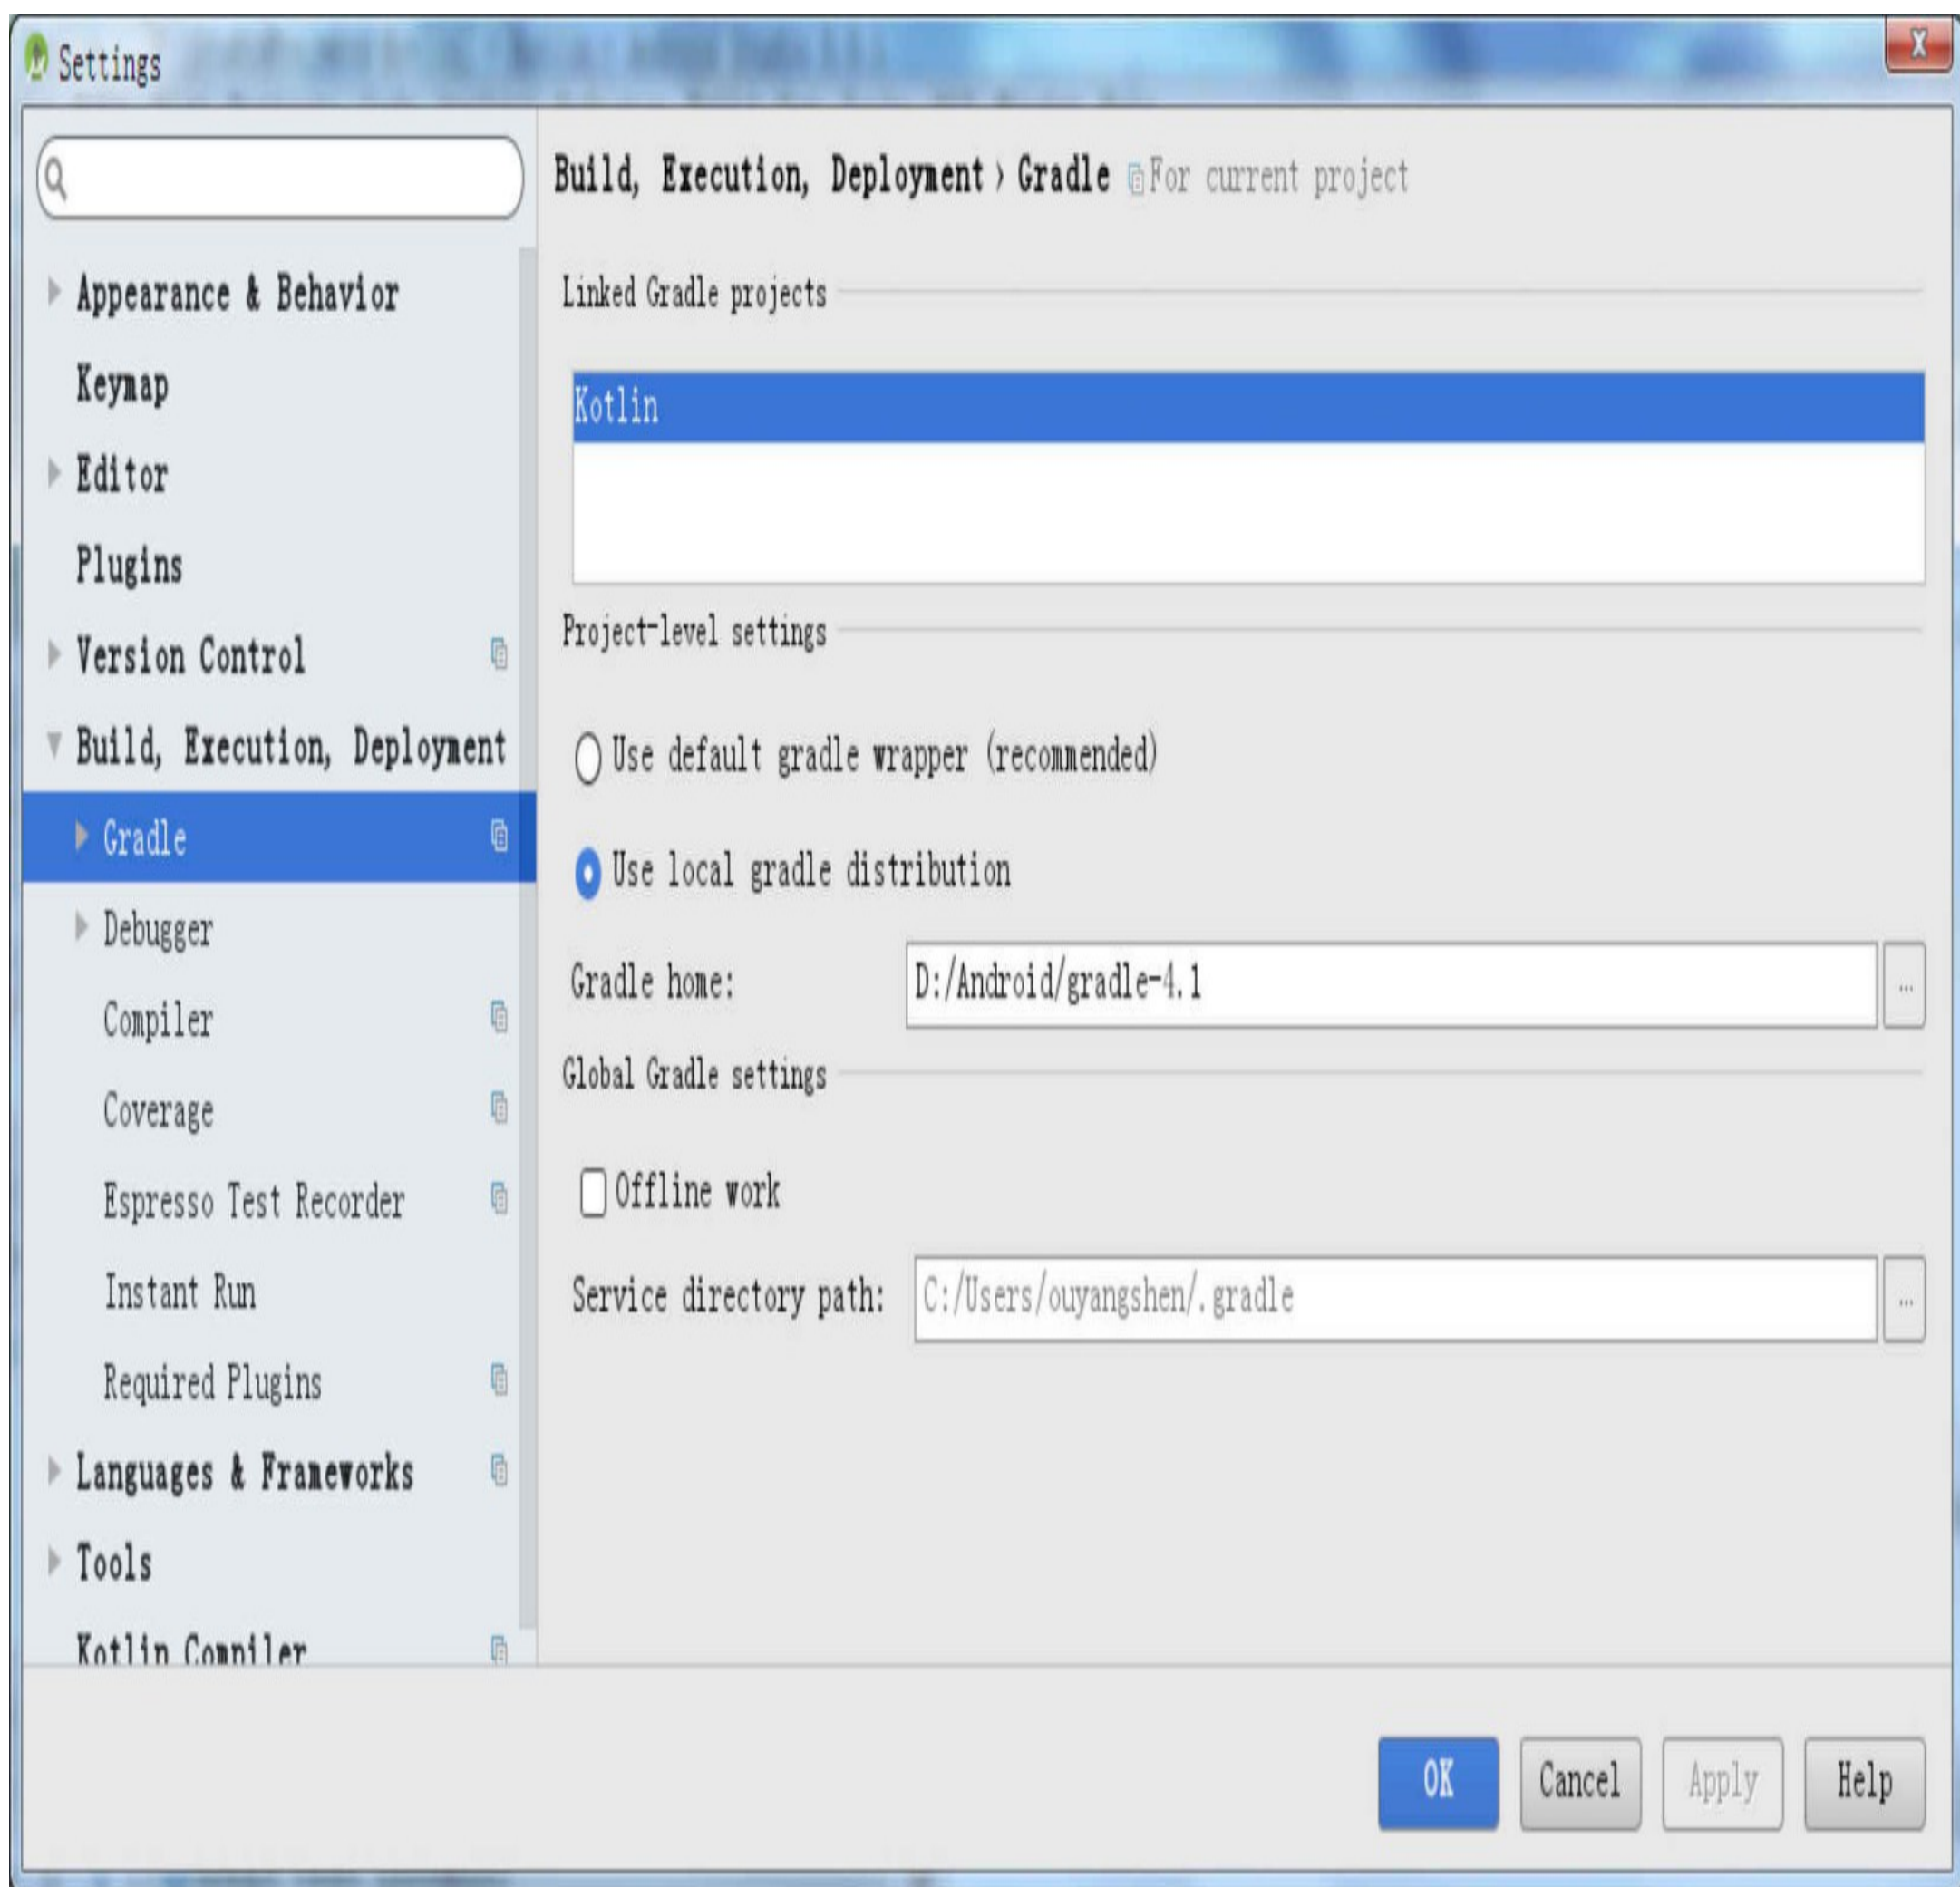 Settings
Appearance & Behavior
Keymap
Editor
Plugins
Version Control
Build, Execution, Deployment
Gradle
Debugger
Compiler
Coverage
Espresso Test Recorder
Instant Run
Required Plugins
Languages & Frameworks
Tools
Kotlin Compiler
Build, Execution, Deployment › Gradle For current project
Linked Gradle projects
Kotlin
Project-level settings
Use default gradle wrapper (recommended)
Use local gradle distribution
Gradle home: D:/Android/gradle-4.1 ...
Global Gradle settings
Offline work
Service directory path: C:/Users/ouyangshen/.gradle ...
OK Cancel Apply Help